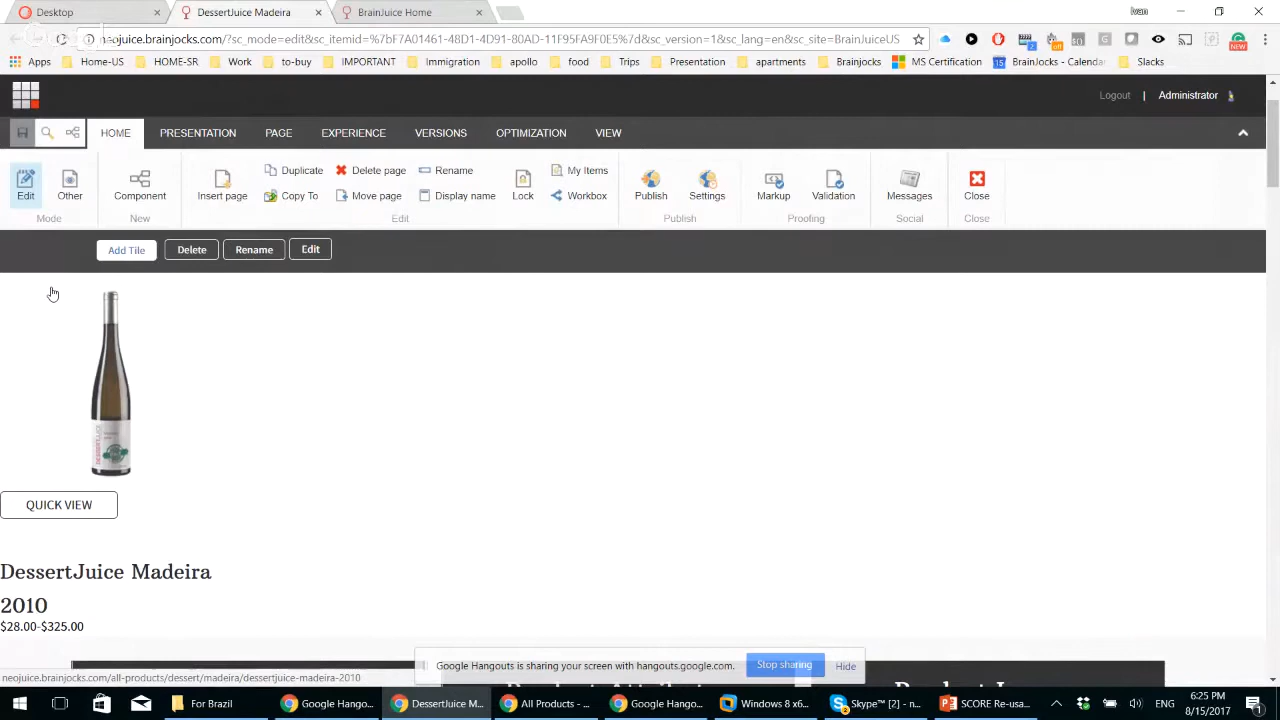 Desktop × DessertJuice Madeira × BrainJuice Home × Ivan
neojuice.brainjocks.com/?sc_mode=edit&sc_itemid=%7bF7A01461-48D1-4D91-80AD-11F95AF9F0E5%7d&sc_version=1&sc_lang=en&sc_site=BrainJuiceUS
Apps Home-US HOME-SR Work to-buy IMPORTANT Immigration apollo food Trips Presentation apartments Brainjocks MS Certification 15 BrainJocks - Calenda Slacks
Logout | Administrator
HOME PRESENTATION PAGE EXPERIENCE VERSIONS OPTIMIZATION VIEW
Duplicate Delete page Rename My Items
Edit Other Component Insert page Copy To Move page Display name Lock Workbox Publish Settings Markup Validation Messages Close
Mode New Edit Publish Proofing Social Close
Add Tile Delete Rename Edit
QUICK VIEW
DessertJuice Madeira
2010
$28.00-$325.00
Google Hangouts is sharing your screen with hangouts.google.com. Stop sharing Hide
neojuice.brainjocks.com/all-products/dessert/madeira/dessertjuice-madeira-2010
For Brazil Google Hango... DessertJuice M... All Products - ... Google Hango... Windows 8 x6... Skype™ [2] - n... SCORE Re-usa... ENG 6:25 PM
8/15/2017